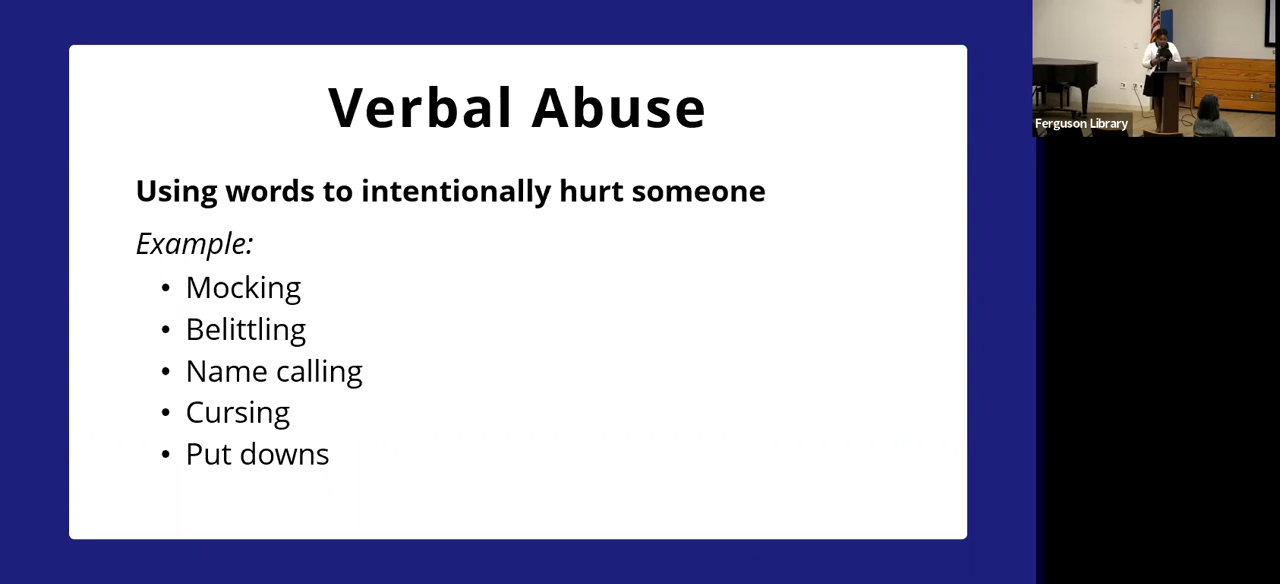 Verbal Abuse
Using words to intentionally hurt someone
Example:
• Mocking
• Belittling
• Name calling
• Cursing
• Put downs
Ferguson Library